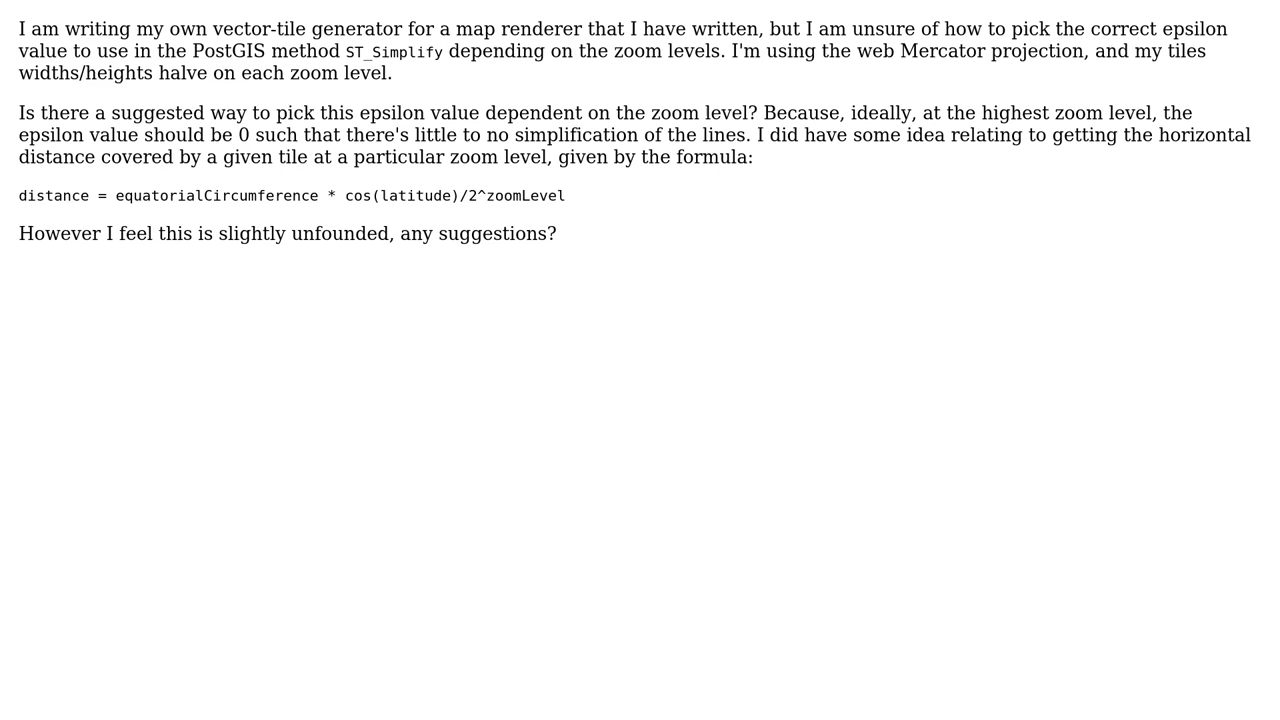 I am writing my own vector-tile generator for a map renderer that I have written, but I am unsure of how to pick the correct epsilon
value to use in the PostGIS method ST_Simplify depending on the zoom levels. I'm using the web Mercator projection, and my tiles
widths/heights halve on each zoom level.
Is there a suggested way to pick this epsilon value dependent on the zoom level? Because, ideally, at the highest zoom level, the
epsilon value should be 0 such that there's little to no simplification of the lines. I did have some idea relating to getting the horizontal
distance covered by a given tile at a particular zoom level, given by the formula:
distance = equatorialCircumference * cos(latitude)/2^zoomLevel
However I feel this is slightly unfounded, any suggestions?